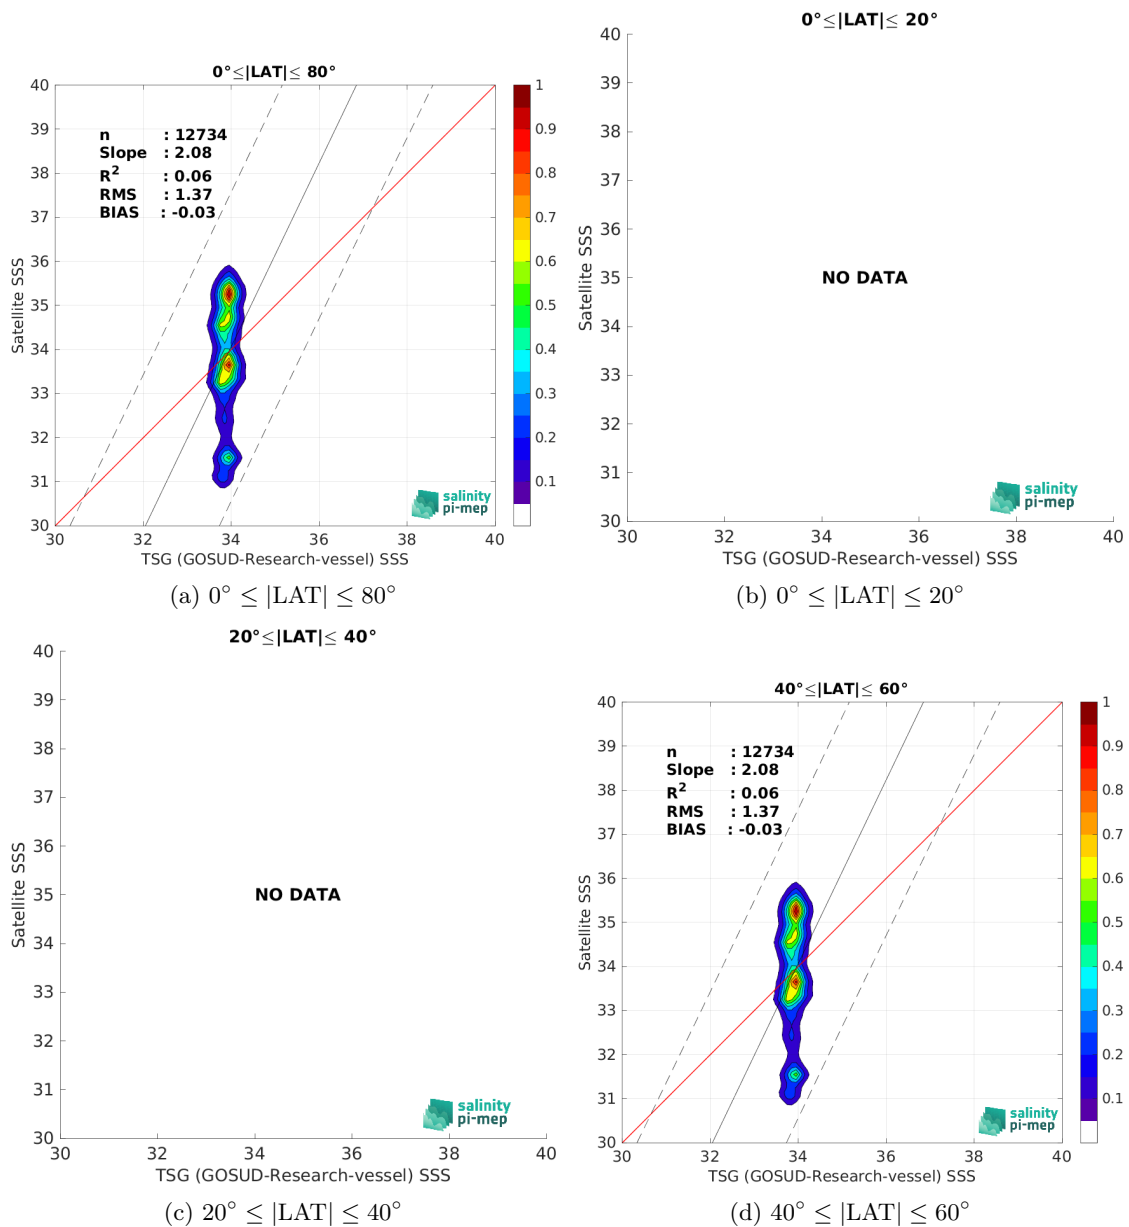 0°≤|LAT|≤ 80°
40
39
38
37
36
35
34
33
32
31
30
Satellite SSS
n : 12734
Slope : 2.08
R² : 0.06
RMS : 1.37
BIAS : -0.03
salinity
pi-mep
30 32 34 36 38 40
TSG (GOSUD-Research-vessel) SSS
1
0.9
0.8
0.7
0.6
0.5
0.4
0.3
0.2
0.1
(a) 0° ≤ |LAT| ≤ 80°
0°≤|LAT|≤ 20°
40
39
38
37
36
35
34
33
32
31
30
Satellite SSS
NO DATA
salinity
pi-mep
30 32 34 36 38 40
TSG (GOSUD-Research-vessel) SSS
(b) 0° ≤ |LAT| ≤ 20°
20°≤|LAT|≤ 40°
40
39
38
37
36
35
34
33
32
31
30
Satellite SSS
NO DATA
salinity
pi-mep
30 32 34 36 38 40
TSG (GOSUD-Research-vessel) SSS
(c) 20° ≤ |LAT| ≤ 40°
40°≤|LAT|≤ 60°
40
39
38
37
36
35
34
33
32
31
30
Satellite SSS
n : 12734
Slope : 2.08
R² : 0.06
RMS : 1.37
BIAS : -0.03
salinity
pi-mep
30 32 34 36 38 40
TSG (GOSUD-Research-vessel) SSS
1
0.9
0.8
0.7
0.6
0.5
0.4
0.3
0.2
0.1
(d) 40° ≤ |LAT| ≤ 60°